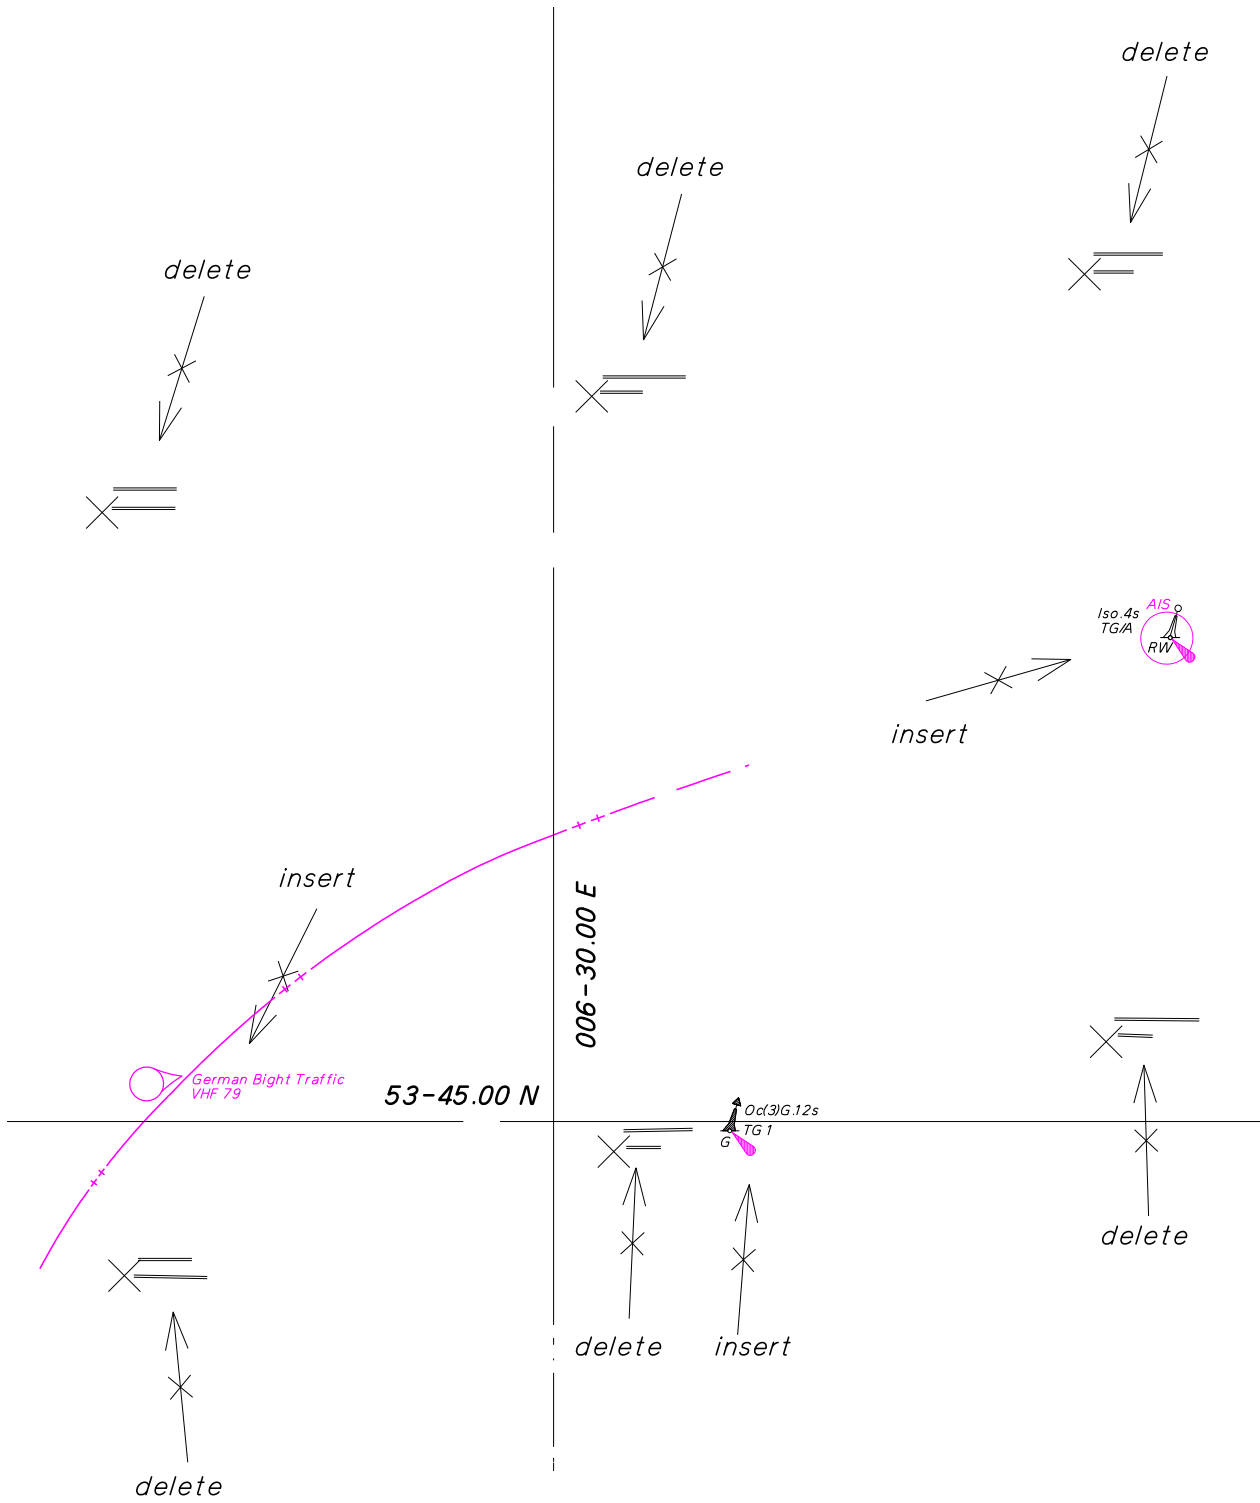 delete
delete
delete
AIS
Iso.4s
TG/A
RW
insert
insert
006-30.00 E
German Bight Traffic
VHF 79
53-45.00 N
Oc(3)G.12s
TG 1
G
delete
delete
insert
delete